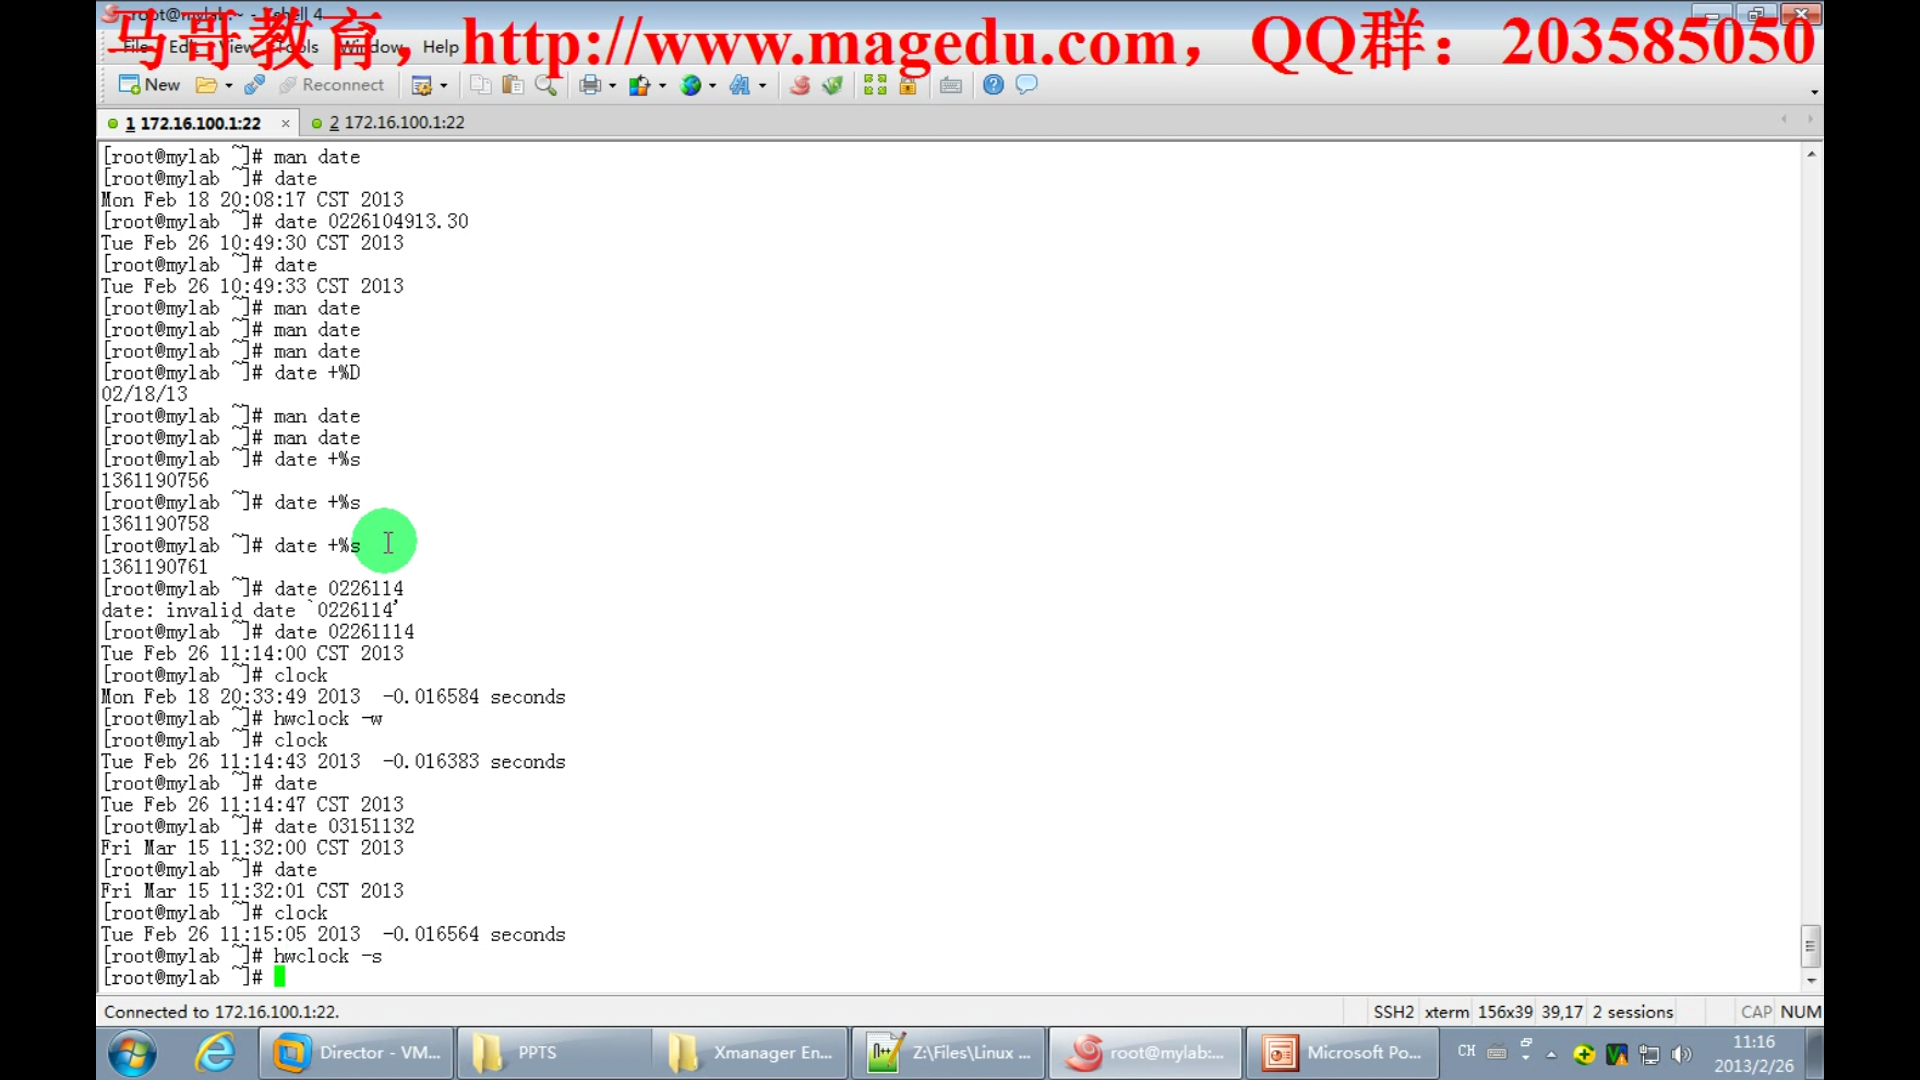 root@mylab:~ - Xshell 4
马哥教育，http://www.magedu.com，QQ群：203585050
File Edit View Tools Window Help
New Reconnect
1 172.16.100.1:22 × 2 172.16.100.1:22
[root@mylab ~]# man date
[root@mylab ~]# date
Mon Feb 18 20:08:17 CST 2013
[root@mylab ~]# date 0226104913.30
Tue Feb 26 10:49:30 CST 2013
[root@mylab ~]# date
Tue Feb 26 10:49:33 CST 2013
[root@mylab ~]# man date
[root@mylab ~]# man date
[root@mylab ~]# man date
[root@mylab ~]# date +%D
02/18/13
[root@mylab ~]# man date
[root@mylab ~]# man date
[root@mylab ~]# date +%s
1361190756
[root@mylab ~]# date +%s
1361190758
[root@mylab ~]# date +%s
1361190761
[root@mylab ~]# date 0226114
date: invalid date `0226114'
[root@mylab ~]# date 02261114
Tue Feb 26 11:14:00 CST 2013
[root@mylab ~]# clock
Mon Feb 18 20:33:49 2013  -0.016584 seconds
[root@mylab ~]# hwclock -w
[root@mylab ~]# clock
Tue Feb 26 11:14:43 2013  -0.016383 seconds
[root@mylab ~]# date
Tue Feb 26 11:14:47 CST 2013
[root@mylab ~]# date 03151132
Fri Mar 15 11:32:00 CST 2013
[root@mylab ~]# date
Fri Mar 15 11:32:01 CST 2013
[root@mylab ~]# clock
Tue Feb 26 11:15:05 2013  -0.016564 seconds
[root@mylab ~]# hwclock -s
[root@mylab ~]#
Connected to 172.16.100.1:22. SSH2 xterm 156x39 39,17 2 sessions CAP NUM
Director - VM... PPTS Xmanager En... Z:\Files\Linux ... root@mylab:... Microsoft Po... CH 11:16
2013/2/26